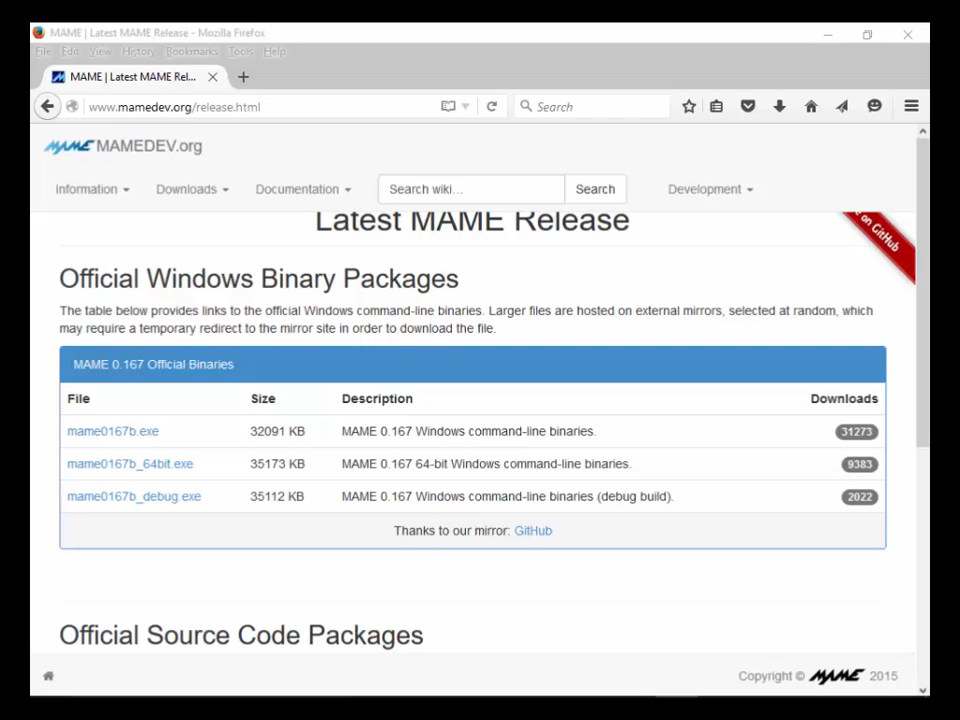 MAME | Latest MAME Release - Mozilla Firefox
File Edit View History Bookmarks Tools Help
MAME | Latest MAME Rel...
www.mamedev.org/release.html
Search
MAME MAMEDEV.org
Information Downloads Documentation Search wiki... Search Development
Latest MAME Release
on GitHub
Official Windows Binary Packages
The table below provides links to the official Windows command-line binaries. Larger files are hosted on external mirrors, selected at random, which
may require a temporary redirect to the mirror site in order to download the file.
MAME 0.167 Official Binaries
File Size Description Downloads
mame0167b.exe 32091 KB MAME 0.167 Windows command-line binaries. 31273
mame0167b_64bit.exe 35173 KB MAME 0.167 64-bit Windows command-line binaries. 9383
mame0167b_debug.exe 35112 KB MAME 0.167 Windows command-line binaries (debug build). 2022
Thanks to our mirror: GitHub
Official Source Code Packages
Copyright © MAME 2015